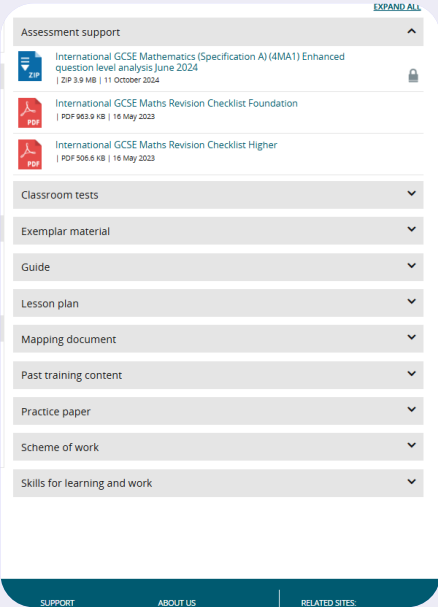 EXPAND ALL
Assessment support
International GCSE Mathematics (Specification A) (4MA1) Enhanced
question level analysis June 2024
| ZIP 3.9 MB | 11 October 2024
ZIP
International GCSE Maths Revision Checklist Foundation
| PDF 963.9 KB | 16 May 2023
PDF
International GCSE Maths Revision Checklist Higher
| PDF 506.6 KB | 16 May 2023
PDF
Classroom tests
Exemplar material
Guide
Lesson plan
Mapping document
Past training content
Practice paper
Scheme of work
Skills for learning and work
SUPPORT ABOUT US RELATED SITES: